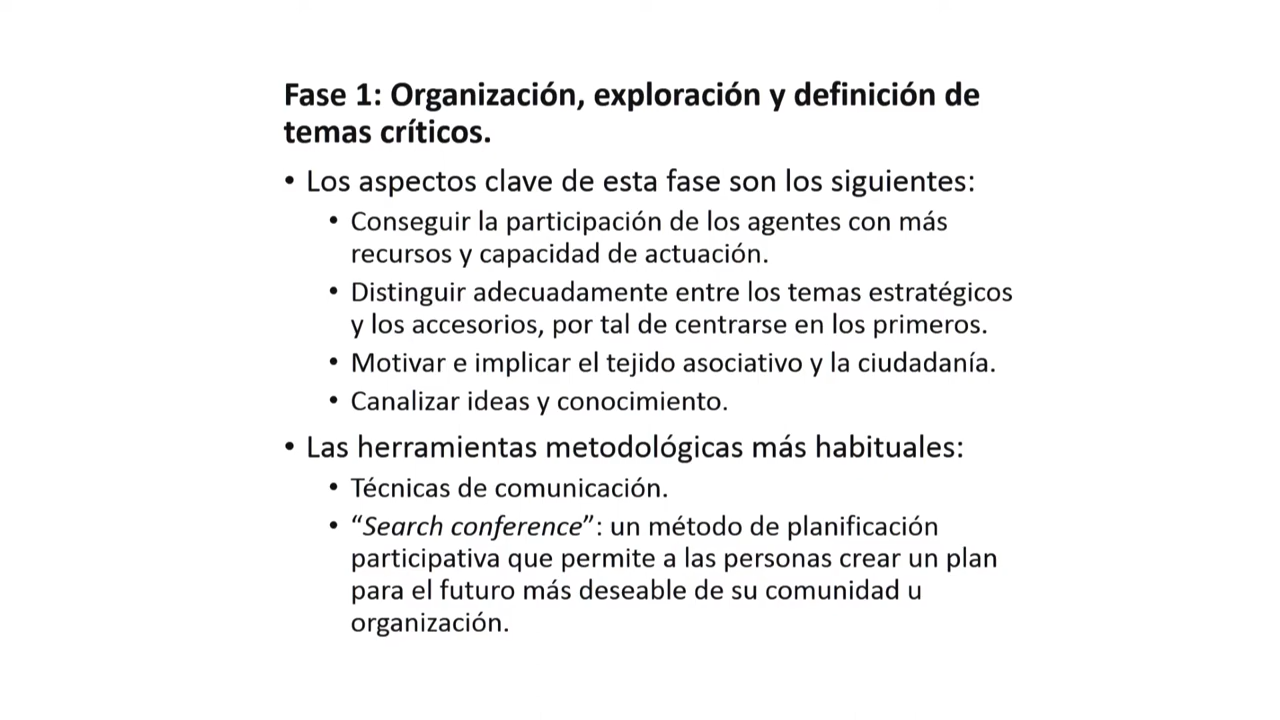 Fase 1: Organización, exploración y definición de
temas críticos.
• Los aspectos clave de esta fase son los siguientes:
• Conseguir la participación de los agentes con más
recursos y capacidad de actuación.
• Distinguir adecuadamente entre los temas estratégicos
y los accesorios, por tal de centrarse en los primeros.
• Motivar e implicar el tejido asociativo y la ciudadanía.
• Canalizar ideas y conocimiento.
• Las herramientas metodológicas más habituales:
• Técnicas de comunicación.
• “Search conference”: un método de planificación
participativa que permite a las personas crear un plan
para el futuro más deseable de su comunidad u
organización.